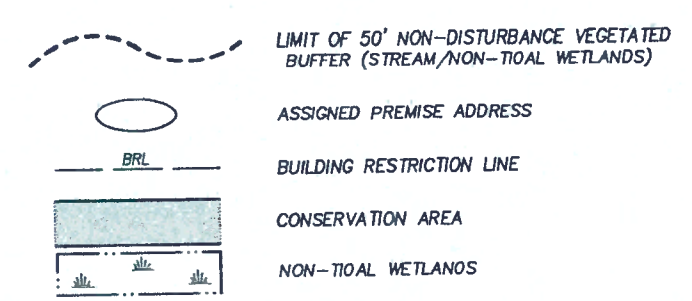 LIMIT OF 50' NON-DISTURBANCE VEGETATED
BUFFER (STREAM/NON-TIOAL WETLANDS)
ASSIGNED PREMISE ADDRESS
BRL
BUILDING RESTRICTION LINE
CONSERVATION AREA
NON-TIOAL WETLANOS